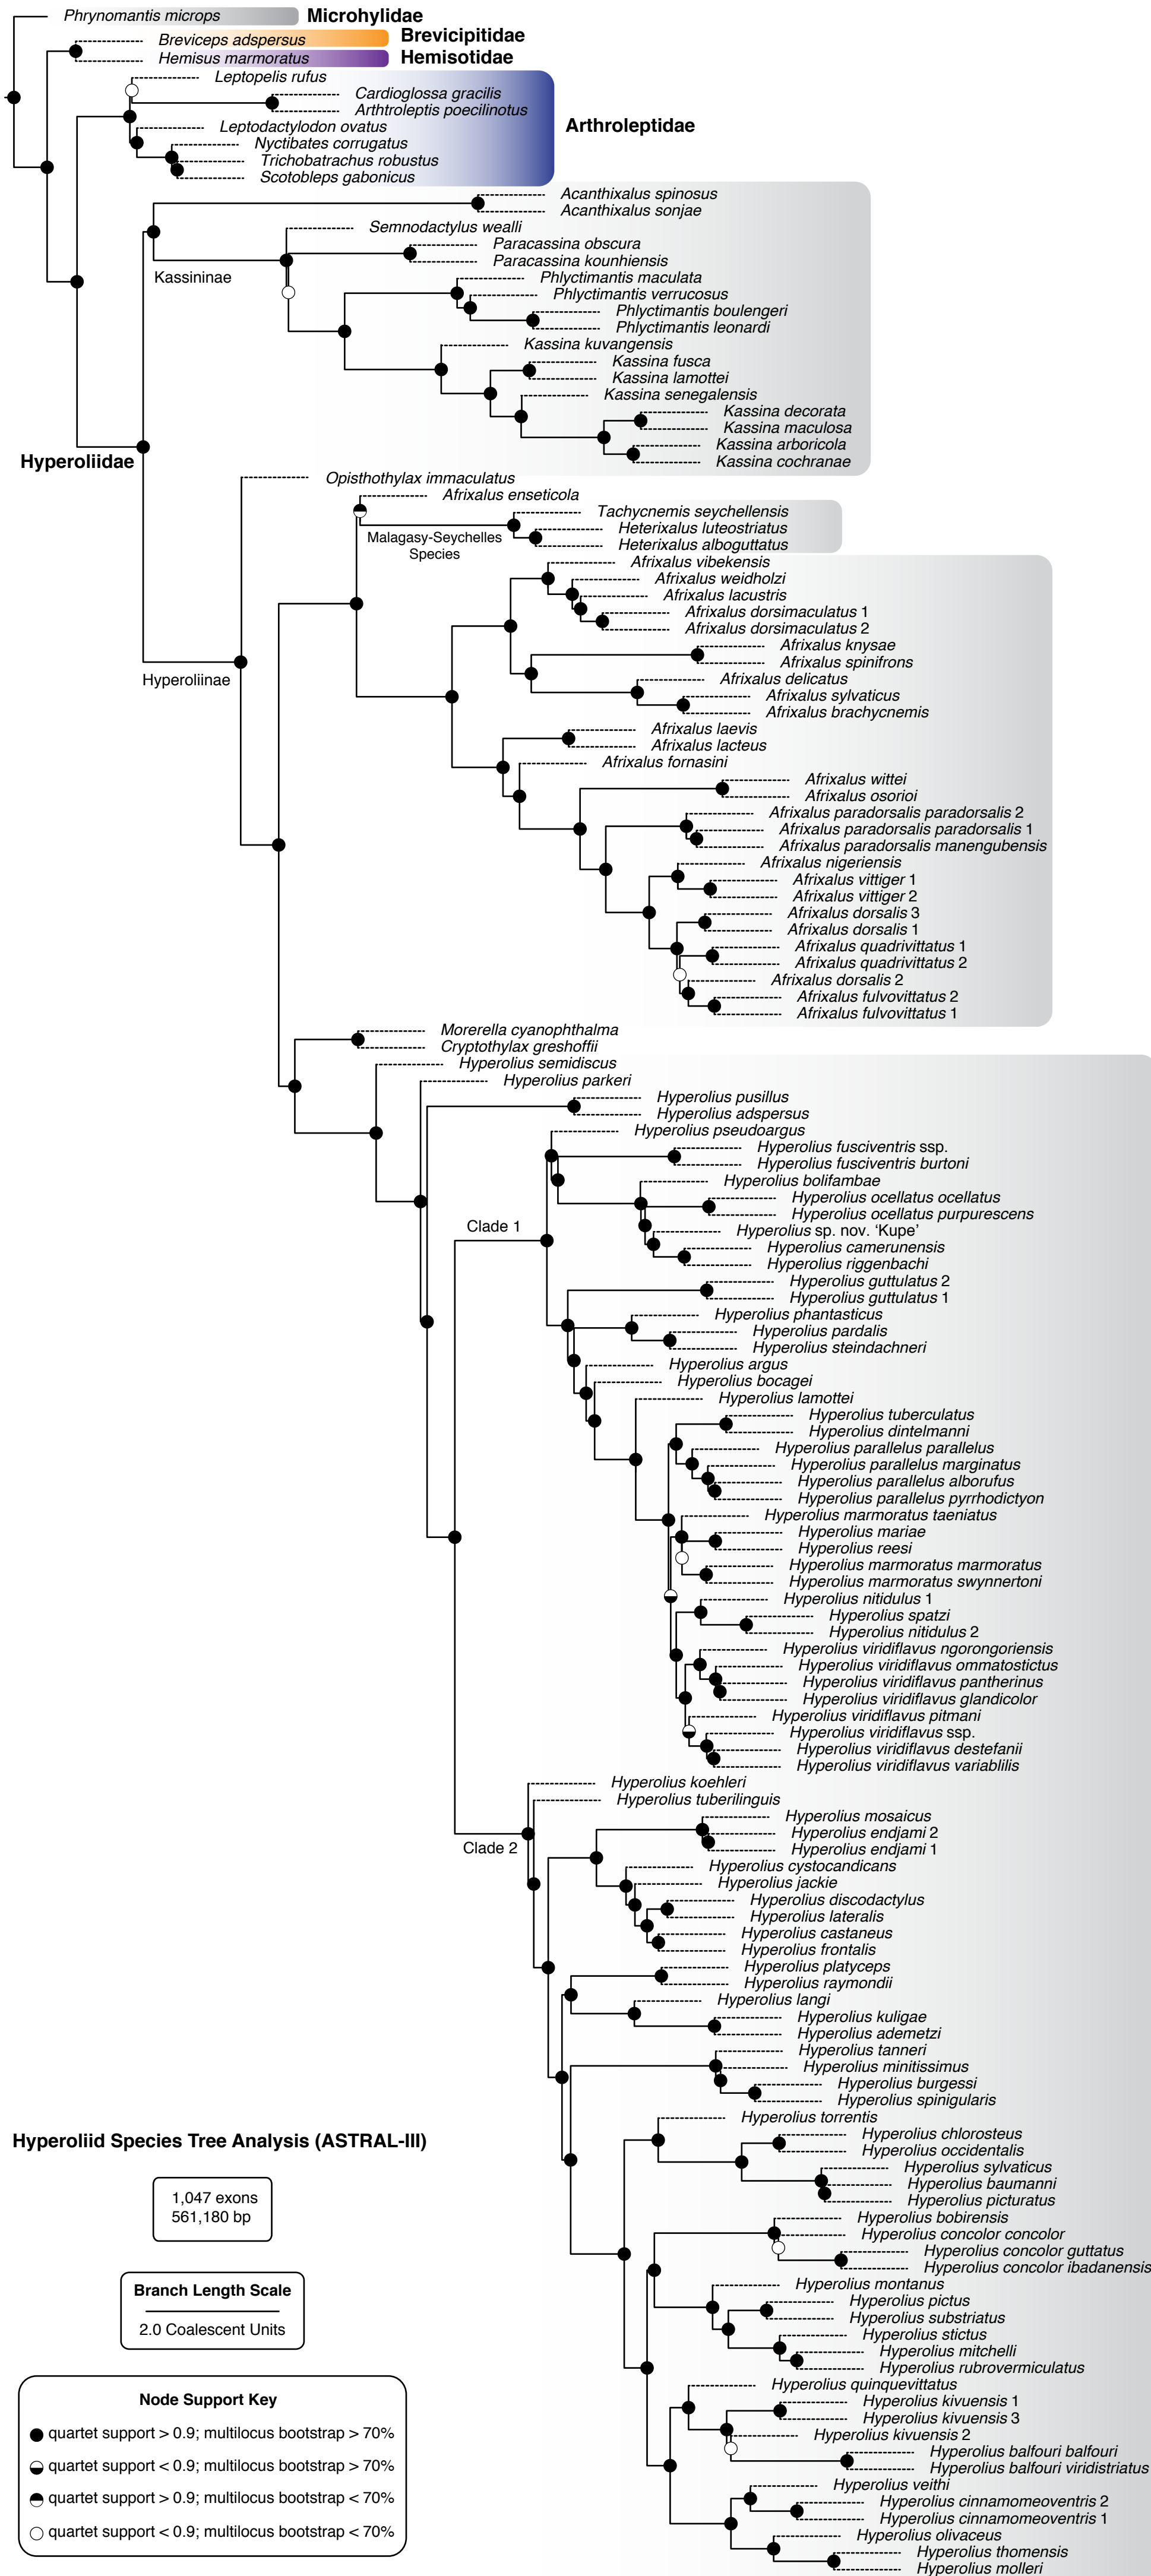 Phrynomantis microps
Microhylidae
Breviceps adspersus
Brevicipitidae
Hemisus marmoratus
Hemisotidae
Leptopelis rufus
Cardioglossa gracilis
Arthtroleptis poecilinotus
Arthroleptidae
Leptodactylodon ovatus
Nyctibates corrugatus
Trichobatrachus robustus
Scotobleps gabonicus
Acanthixalus spinosus
Acanthixalus sonjae
Semnodactylus wealli
Paracassina obscura
Paracassina kounhiensis
Kassininae
Phlyctimantis maculata
Phlyctimantis verrucosus
Phlyctimantis boulengeri
Phlyctimantis leonardi
Kassina kuvangensis
Kassina fusca
Kassina lamottei
Kassina senegalensis
Kassina decorata
Kassina maculosa
Kassina arboricola
Kassina cochranae
Hyperoliidae
Opisthothylax immaculatus
Afrixalus enseticola
Tachycnemis seychellensis
Heterixalus luteostriatus
Heterixalus alboguttatus
Malagasy-Seychelles
Species
Afrixalus vibekensis
Afrixalus weidholzi
Afrixalus lacustris
Afrixalus dorsimaculatus 1
Afrixalus dorsimaculatus 2
Afrixalus knysae
Afrixalus spinifrons
Hyperoliinae
Afrixalus delicatus
Afrixalus sylvaticus
Afrixalus brachycnemis
Afrixalus laevis
Afrixalus lacteus
Afrixalus fornasini
Afrixalus wittei
Afrixalus osorioi
Afrixalus paradorsalis paradorsalis 2
Afrixalus paradorsalis paradorsalis 1
Afrixalus paradorsalis manengubensis
Afrixalus nigeriensis
Afrixalus vittiger 1
Afrixalus vittiger 2
Afrixalus dorsalis 3
Afrixalus dorsalis 1
Afrixalus quadrivittatus 1
Afrixalus quadrivittatus 2
Afrixalus dorsalis 2
Afrixalus fulvovittatus 2
Afrixalus fulvovittatus 1
Morerella cyanophthalma
Cryptothylax greshoffii
Hyperolius semidiscus
Hyperolius parkeri
Hyperolius pusillus
Hyperolius adspersus
Hyperolius pseudoargus
Hyperolius fusciventris ssp.
Hyperolius fusciventris burtoni
Hyperolius bolifambae
Hyperolius ocellatus ocellatus
Hyperolius ocellatus purpurescens
Clade 1
Hyperolius sp. nov. ‘Kupe’
Hyperolius camerunensis
Hyperolius riggenbachi
Hyperolius guttulatus 2
Hyperolius guttulatus 1
Hyperolius phantasticus
Hyperolius pardalis
Hyperolius steindachneri
Hyperolius argus
Hyperolius bocagei
Hyperolius lamottei
Hyperolius tuberculatus
Hyperolius dintelmanni
Hyperolius parallelus parallelus
Hyperolius parallelus marginatus
Hyperolius parallelus alborufus
Hyperolius parallelus pyrrhodictyon
Hyperolius marmoratus taeniatus
Hyperolius mariae
Hyperolius reesi
Hyperolius marmoratus marmoratus
Hyperolius marmoratus swynnertoni
Hyperolius nitidulus 1
Hyperolius spatzi
Hyperolius nitidulus 2
Hyperolius viridiflavus ngorongoriensis
Hyperolius viridiflavus ommatostictus
Hyperolius viridiflavus pantherinus
Hyperolius viridiflavus glandicolor
Hyperolius viridiflavus pitmani
Hyperolius viridiflavus ssp.
Hyperolius viridiflavus destefanii
Hyperolius viridiflavus variablilis
Hyperolius koehleri
Hyperolius tuberilinguis
Hyperolius mosaicus
Hyperolius endjami 2
Clade 2
Hyperolius endjami 1
Hyperolius cystocandicans
Hyperolius jackie
Hyperolius discodactylus
Hyperolius lateralis
Hyperolius castaneus
Hyperolius frontalis
Hyperolius platyceps
Hyperolius raymondii
Hyperolius langi
Hyperolius kuligae
Hyperolius ademetzi
Hyperolius tanneri
Hyperolius minitissimus
Hyperolius burgessi
Hyperolius spinigularis
Hyperolius torrentis
Hyperolius chlorosteus
Hyperolius occidentalis
Hyperolius sylvaticus
Hyperolius baumanni
Hyperolius picturatus
Hyperolius bobirensis
Hyperolius concolor concolor
Hyperolius concolor guttatus
Hyperolius concolor ibadanensis
Hyperolius montanus
Hyperolius pictus
Hyperolius substriatus
Hyperolius stictus
Hyperolius mitchelli
Hyperolius rubrovermiculatus
Hyperolius quinquevittatus
Hyperolius kivuensis 1
Hyperolius kivuensis 3
Hyperolius kivuensis 2
Hyperolius balfouri balfouri
Hyperolius balfouri viridistriatus
Hyperolius veithi
Hyperolius cinnamomeoventris 2
Hyperolius cinnamomeoventris 1
Hyperolius olivaceus
Hyperolius thomensis
Hyperolius molleri
Hyperoliid Species Tree Analysis (ASTRAL-III)
1,047 exons
561,180 bp
Branch Length Scale
2.0 Coalescent Units
Node Support Key
quartet support > 0.9; multilocus bootstrap > 70%
quartet support < 0.9; multilocus bootstrap > 70%
quartet support > 0.9; multilocus bootstrap < 70%
quartet support < 0.9; multilocus bootstrap < 70%